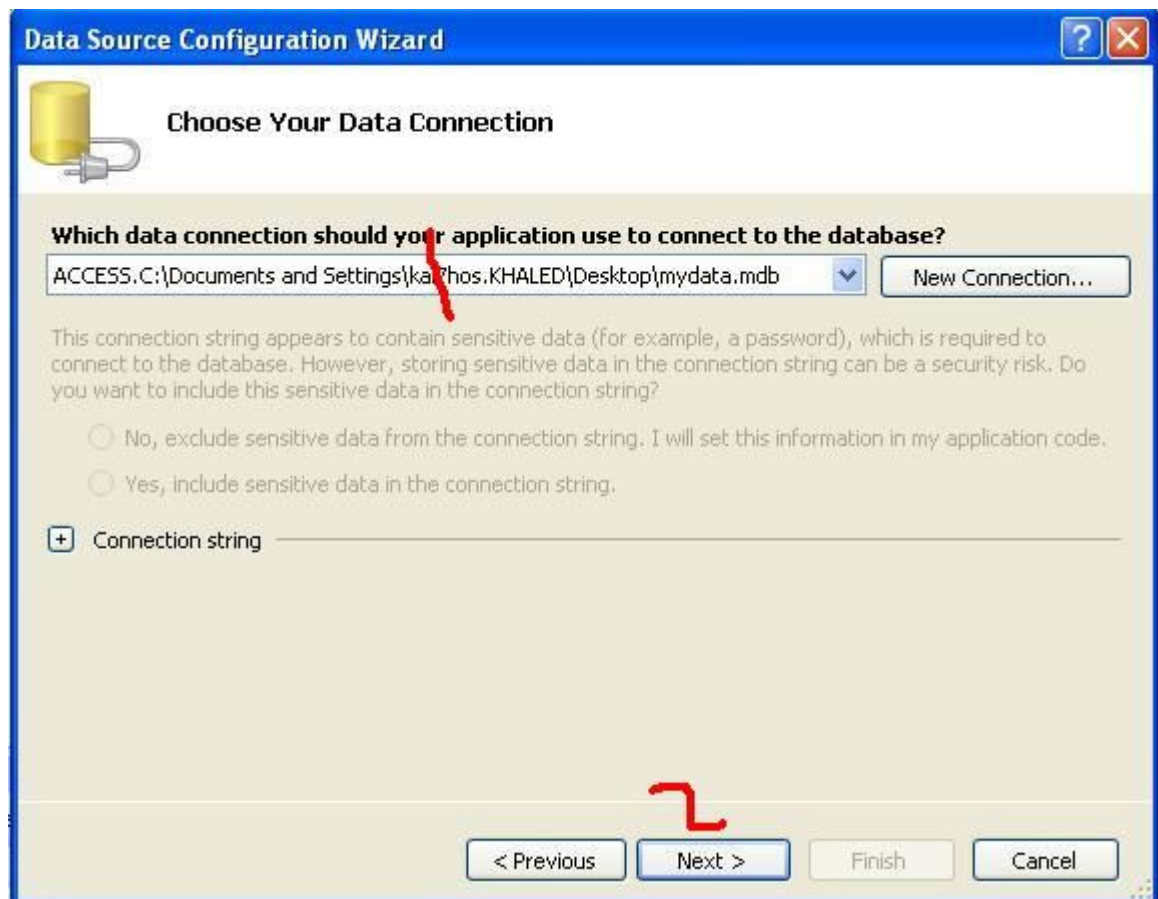 Data Source Configuration Wizard
Choose Your Data Connection
Which data connection should your application use to connect to the database?
ACCESS.C:\Documents and Settings\ka 7hos.KHALED\Desktop\mydata.mdb
New Connection...
This connection string appears to contain sensitive data (for example, a password), which is required to
connect to the database. However, storing sensitive data in the connection string can be a security risk. Do
you want to include this sensitive data in the connection string?
No, exclude sensitive data from the connection string. I will set this information in my application code.
Yes, include sensitive data in the connection string.
+ Connection string
2
< Previous
Next >
Finish
Cancel